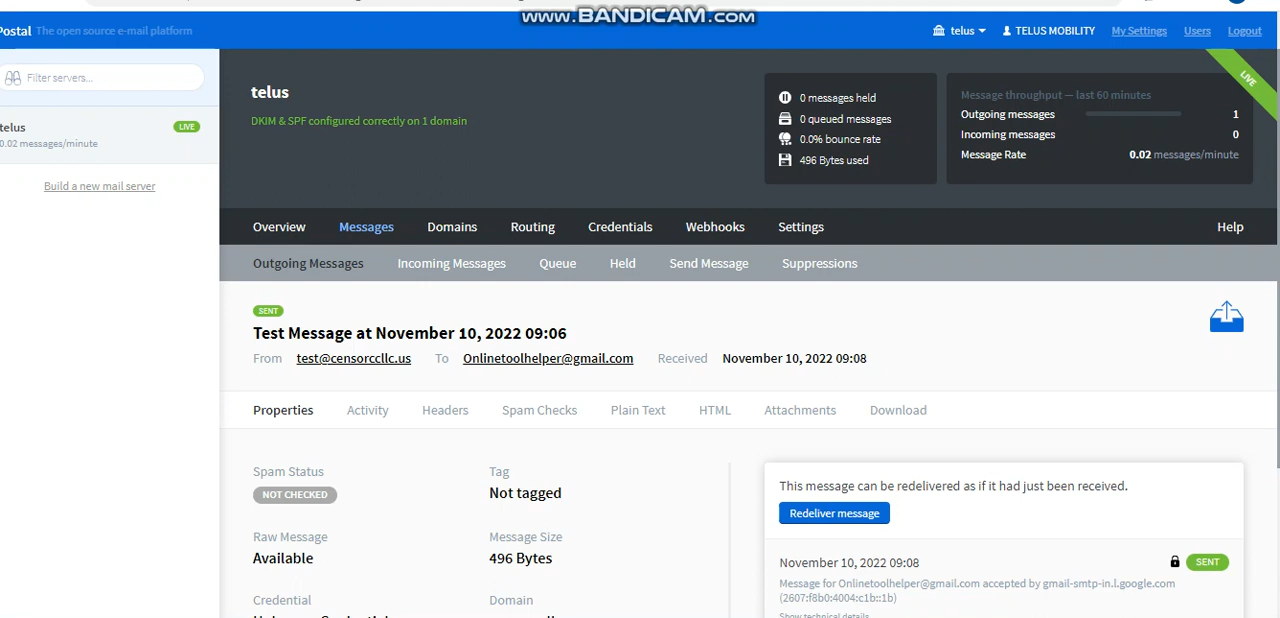 www.BANDICAM.com
Postal The open source e-mail platform
telus TELUS MOBILITY My Settings Users Logout
Filter servers...
telus LIVE
0.02 messages/minute
Build a new mail server
telus
DKIM & SPF configured correctly on 1 domain
0 messages held
0 queued messages
0.0% bounce rate
496 Bytes used
Message throughput — last 60 minutes
Outgoing messages 1
Incoming messages 0
Message Rate 0.02 messages/minute
LIVE
Overview Messages Domains Routing Credentials Webhooks Settings Help
Outgoing Messages Incoming Messages Queue Held Send Message Suppressions
SENT
Test Message at November 10, 2022 09:06
From test@censorccllc.us To Onlinetoolhelper@gmail.com Received November 10, 2022 09:08
Properties Activity Headers Spam Checks Plain Text HTML Attachments Download
Spam Status
NOT CHECKED
Tag
Not tagged
Raw Message
Available
Message Size
496 Bytes
Credential
Domain
This message can be redelivered as if it had just been received.
Redeliver message
November 10, 2022 09:08 SENT
Message for Onlinetoolhelper@gmail.com accepted by gmail-smtp-in.l.google.com
(2607:f8b0:4004:c1b::1b)
Show technical details